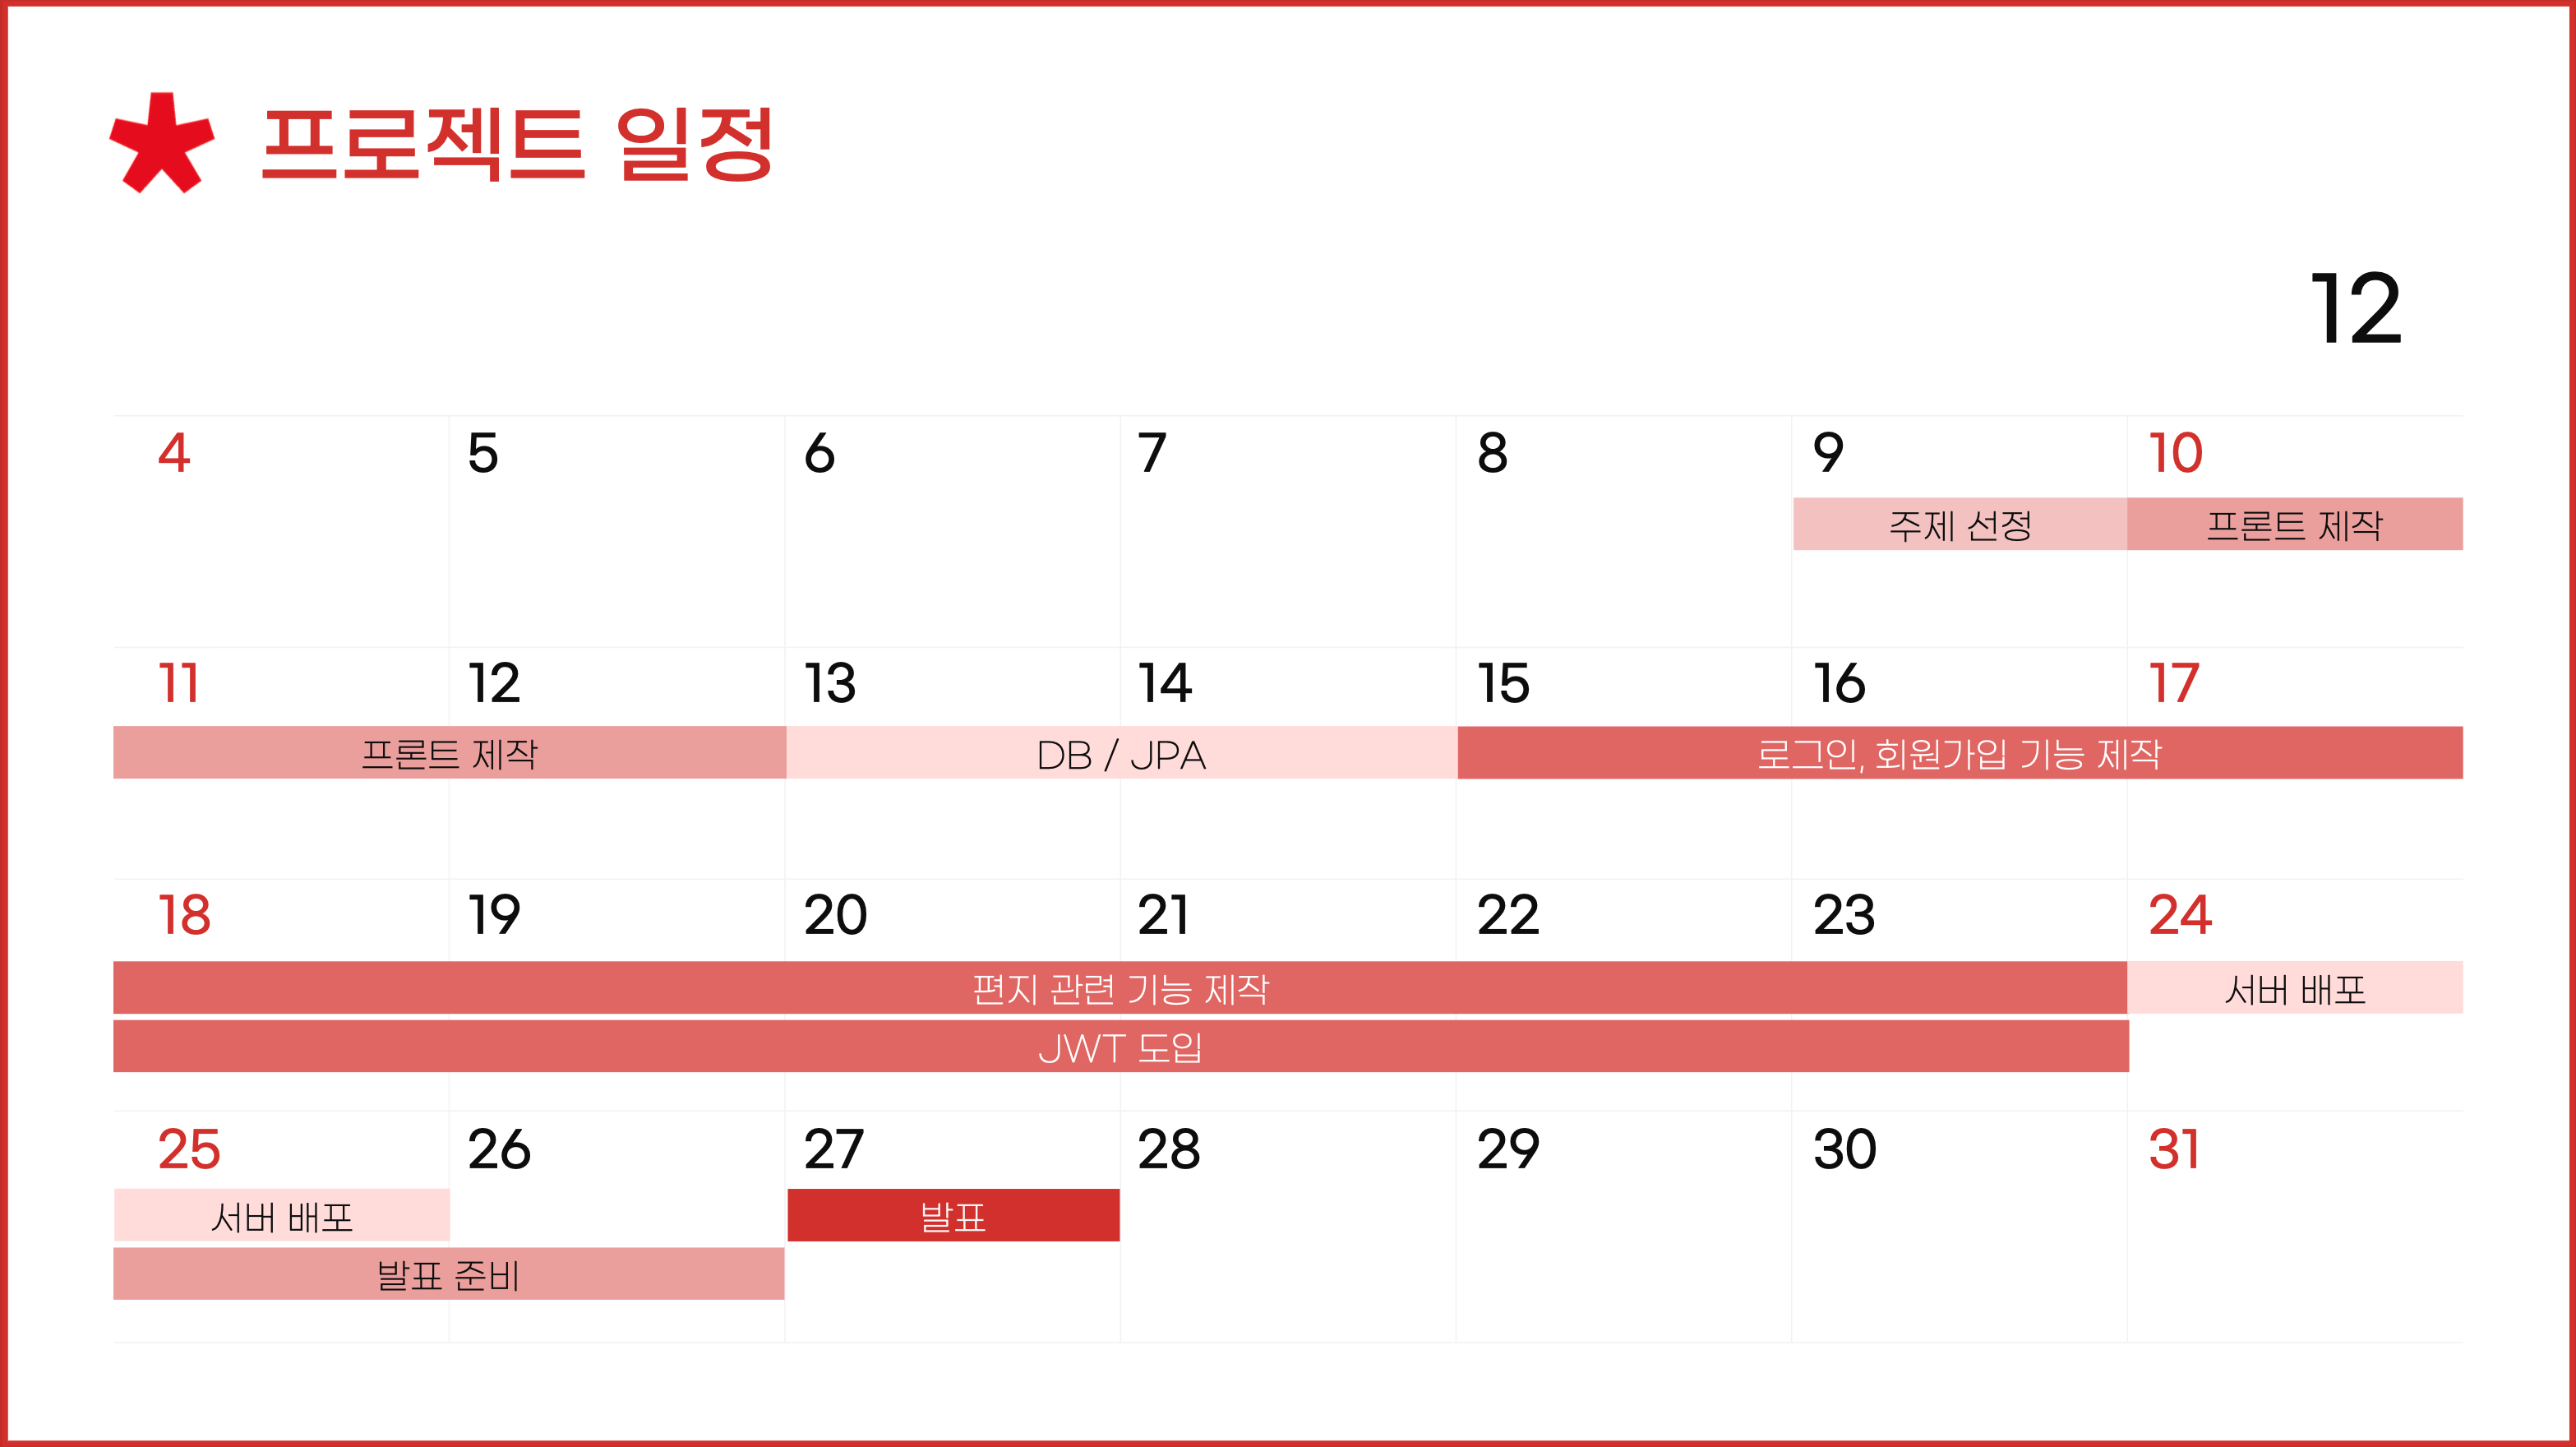 프로젝트 일정
12
4 5 6 7 8 9 10
주제 선정 프론트 제작
11 12 13 14 15 16 17
프론트 제작 DB / JPA 로그인, 회원가입 기능 제작
18 19 20 21 22 23 24
편지 관련 기능 제작 서버 배포
JWT 도입
25 26 27 28 29 30 31
서버 배포 발표
발표 준비